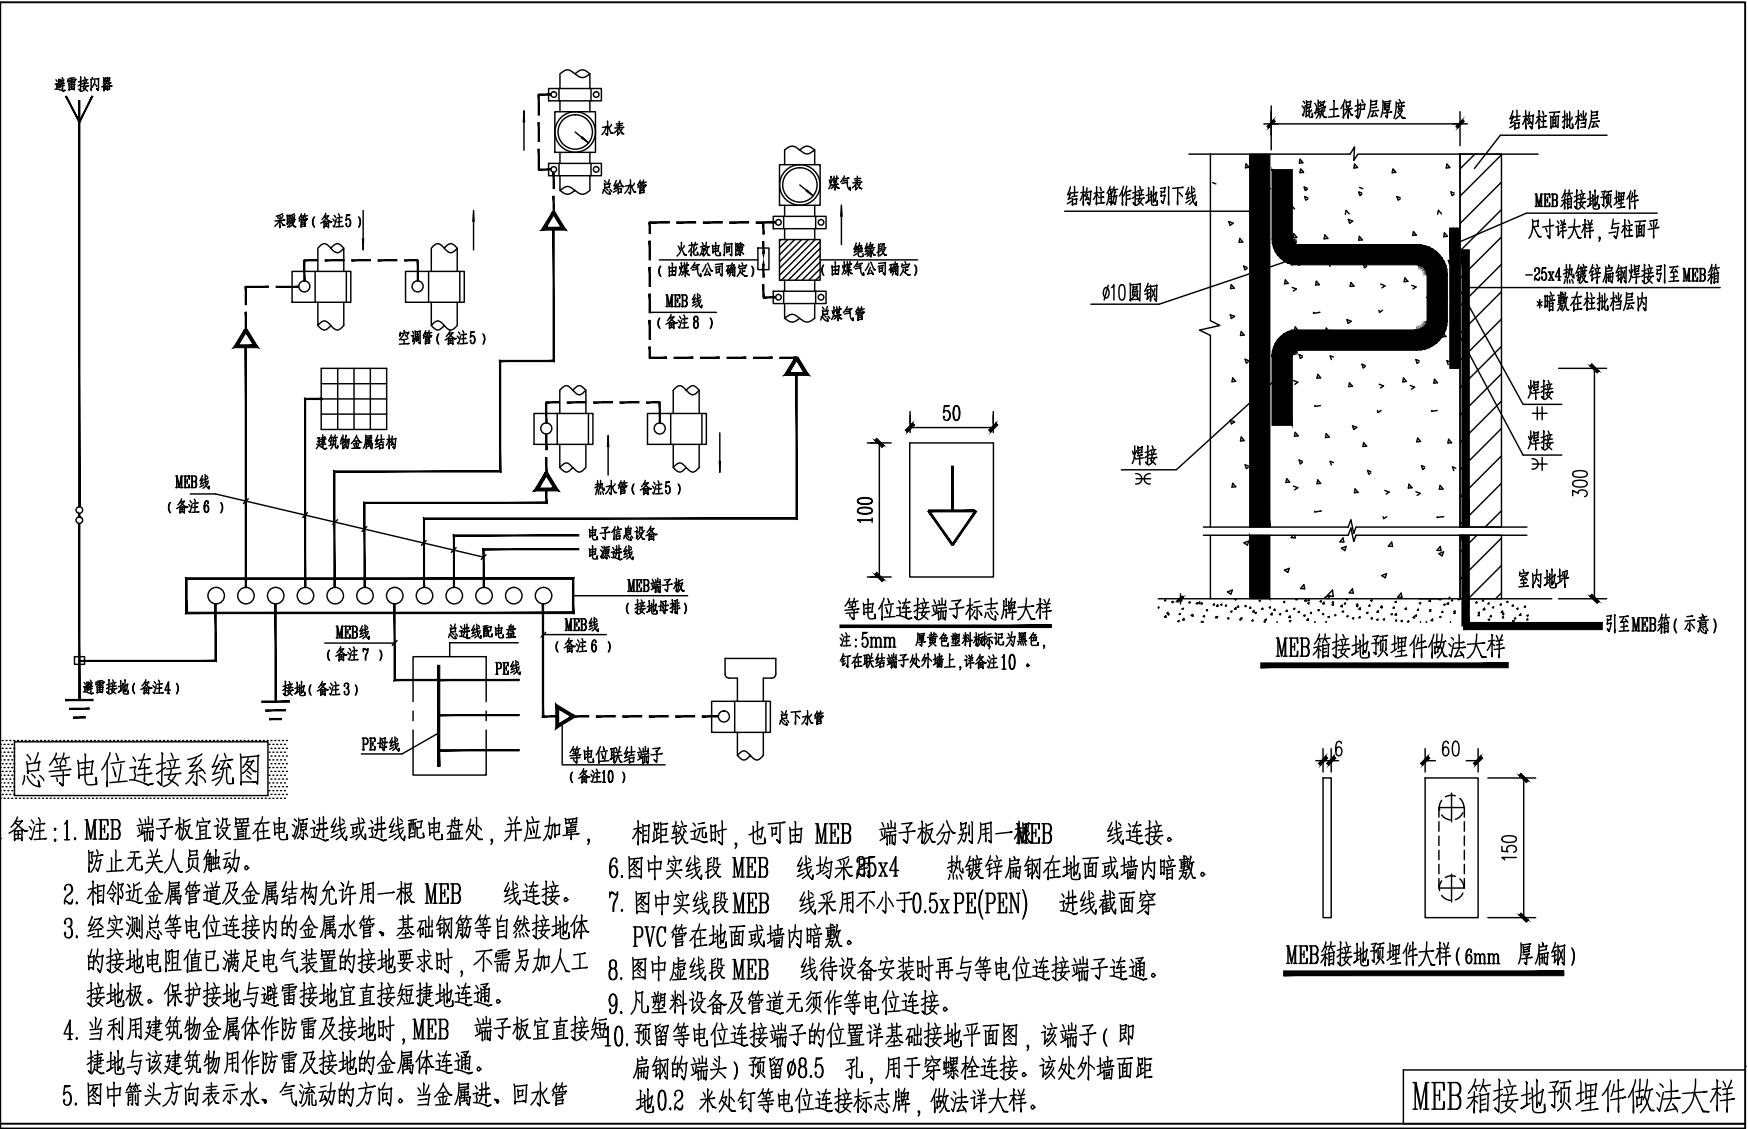 避雷接闪器
水表
总给水管
煤气表
采暖管(备注5)
空调管(备注5)
火花放电间隙
(由煤气公司确定)
绝缘段
(由煤气公司确定)
MEB线
(备注8)
总煤气管
建筑物金属结构
热水管(备注5)
MEB线
(备注6)
电子信息设备
电源进线
MEB端子板
(接地母排)
MEB线
(备注7)
总进线配电盘
MEB线
(备注6)
PE线
避雷接地(备注4)
接地(备注3)
PE母线
等电位联结端子
(备注10)
总下水管
总等电位连接系统图
50
100
等电位连接端子标志牌大样
注:5mm 厚黄色塑料板标记为黑色,
钉在联结端子处外墙上,详备注10 。
混凝土保护层厚度
结构柱面批档层
结构柱筋作接地引下线
MEB箱接地预埋件
尺寸详大样,与柱面平
-25x4热镀锌扁钢焊接引至MEB箱
*暗敷在柱批档层内
ø10圆钢
焊接
焊接
焊接
300
室内地坪
引至MEB箱(示意)
MEB箱接地预埋件做法大样
6
60
150
MEB箱接地预埋件大样(6mm 厚扁钢)
备注:1. MEB 端子板宜设置在电源进线或进线配电盘处,并应加罩,
防止无关人员触动。
2. 相邻近金属管道及金属结构允许用一根 MEB 线连接。
3. 经实测总等电位连接内的金属水管、基础钢筋等自然接地体
的接地电阻值已满足电气装置的接地要求时,不需另加人工
接地极。保护接地与避雷接地宜直接短捷地连通。
4. 当利用建筑物金属体作防雷及接地时,MEB 端子板宜直接短
捷地与该建筑物用作防雷及接地的金属体连通。
5. 图中箭头方向表示水、气流动的方向。当金属进、回水管
相距较远时,也可由 MEB 端子板分别用一根MEB 线连接。
6.图中实线段 MEB 线均采用25x4 热镀锌扁钢在地面或墙内暗敷。
7. 图中实线段MEB 线采用不小于0.5xPE(PEN) 进线截面穿
PVC管在地面或墙内暗敷。
8. 图中虚线段MEB 线待设备安装时再与等电位连接端子连通。
9. 凡塑料设备及管道无须作等电位连接。
10. 预留等电位连接端子的位置详基础接地平面图,该端子(即
扁钢的端头)预留ø8.5 孔,用于穿螺栓连接。该处外墙面距
地0.2 米处钉等电位连接标志牌,做法详大样。
MEB箱接地预埋件做法大样